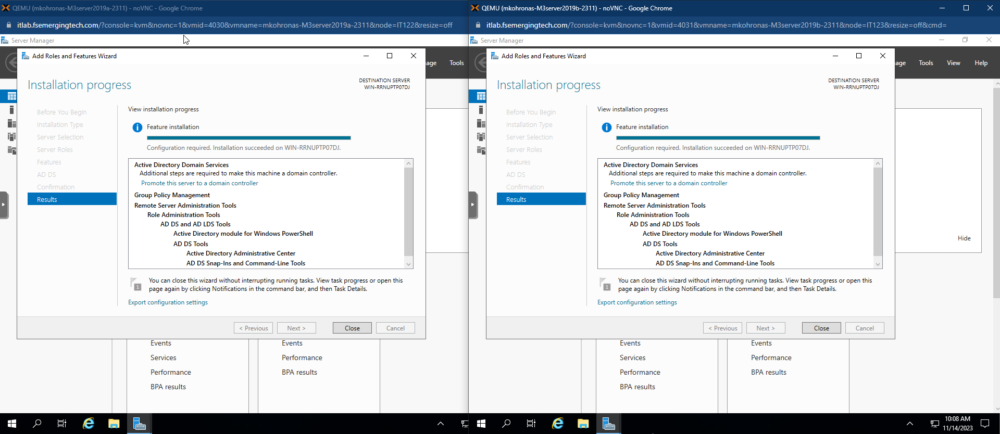 QEMU (mkohronas-M3server2019a-2311) - noVNC - Google Chrome
itlab.fsemergingtech.com/?console=kvm&novnc=1&vmid=4030&vmname=mkohronas-M3server2019a-2311&node=IT122&resize=off
Server Manager
Add Roles and Features Wizard
age Tools
Installation progress
DESTINATION SERVER
WIN-RRNUPTP07DJ
Before You Begin
Installation Type
Server Selection
Server Roles
Features
AD DS
Confirmation
Results
View installation progress
Feature installation
Configuration required. Installation succeeded on WIN-RRNUPTP07DJ.
Active Directory Domain Services
Additional steps are required to make this machine a domain controller.
Promote this server to a domain controller
Group Policy Management
Remote Server Administration Tools
Role Administration Tools
AD DS and AD LDS Tools
Active Directory module for Windows PowerShell
AD DS Tools
Active Directory Administrative Center
AD DS Snap-Ins and Command-Line Tools
1
You can close this wizard without interrupting running tasks. View task progress or open this
page again by clicking Notifications in the command bar, and then Task Details.
Export configuration settings
< Previous Next > Close Cancel
Events
Services
Performance
BPA results
Events
Performance
BPA results
QEMU (mkohronas-M3server2019b-2311) - noVNC - Google Chrome
itlab.fsemergingtech.com/?console=kvm&novnc=1&vmid=4031&vmname=mkohronas-M3server2019b-2311&node=IT123&resize=off&cmd=
Server Manager
Add Roles and Features Wizard
age Tools View Help
Installation progress
DESTINATION SERVER
WIN-RRNUPTP07DJ
Before You Begin
Installation Type
Server Selection
Server Roles
Features
AD DS
Confirmation
Results
View installation progress
Feature installation
Configuration required. Installation succeeded on WIN-RRNUPTP07DJ.
Active Directory Domain Services
Additional steps are required to make this machine a domain controller.
Promote this server to a domain controller
Group Policy Management
Remote Server Administration Tools
Role Administration Tools
AD DS and AD LDS Tools
Active Directory module for Windows PowerShell
AD DS Tools
Active Directory Administrative Center
AD DS Snap-Ins and Command-Line Tools
Hide
1
You can close this wizard without interrupting running tasks. View task progress or open this
page again by clicking Notifications in the command bar, and then Task Details.
Export configuration settings
< Previous Next > Close Cancel
Events
Services
Performance
BPA results
Events
Performance
BPA results
10:08 AM
11/14/2023